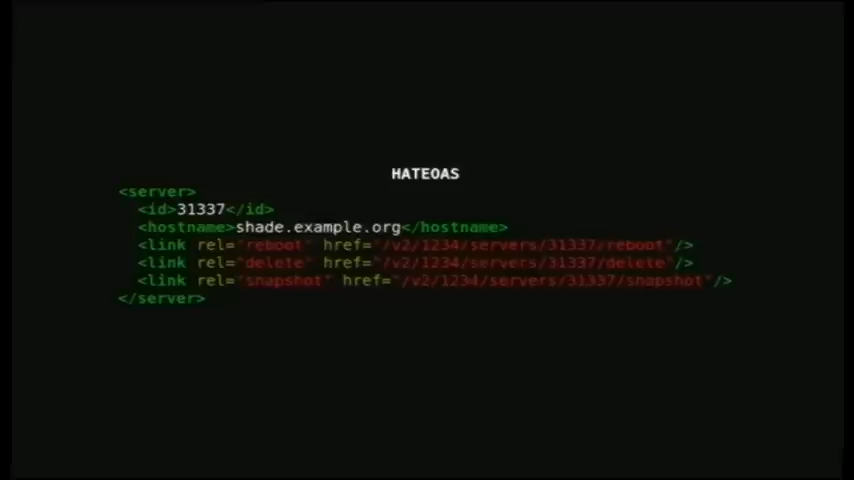 HATEOAS
<server>
  <id>31337</id>
  <hostname>shade.example.org</hostname>
  <link rel="reboot" href="/v2/1234/servers/31337/reboot"/>
  <link rel="delete" href="/v2/1234/servers/31337/delete"/>
  <link rel="snapshot" href="/v2/1234/servers/31337/snapshot"/>
</server>